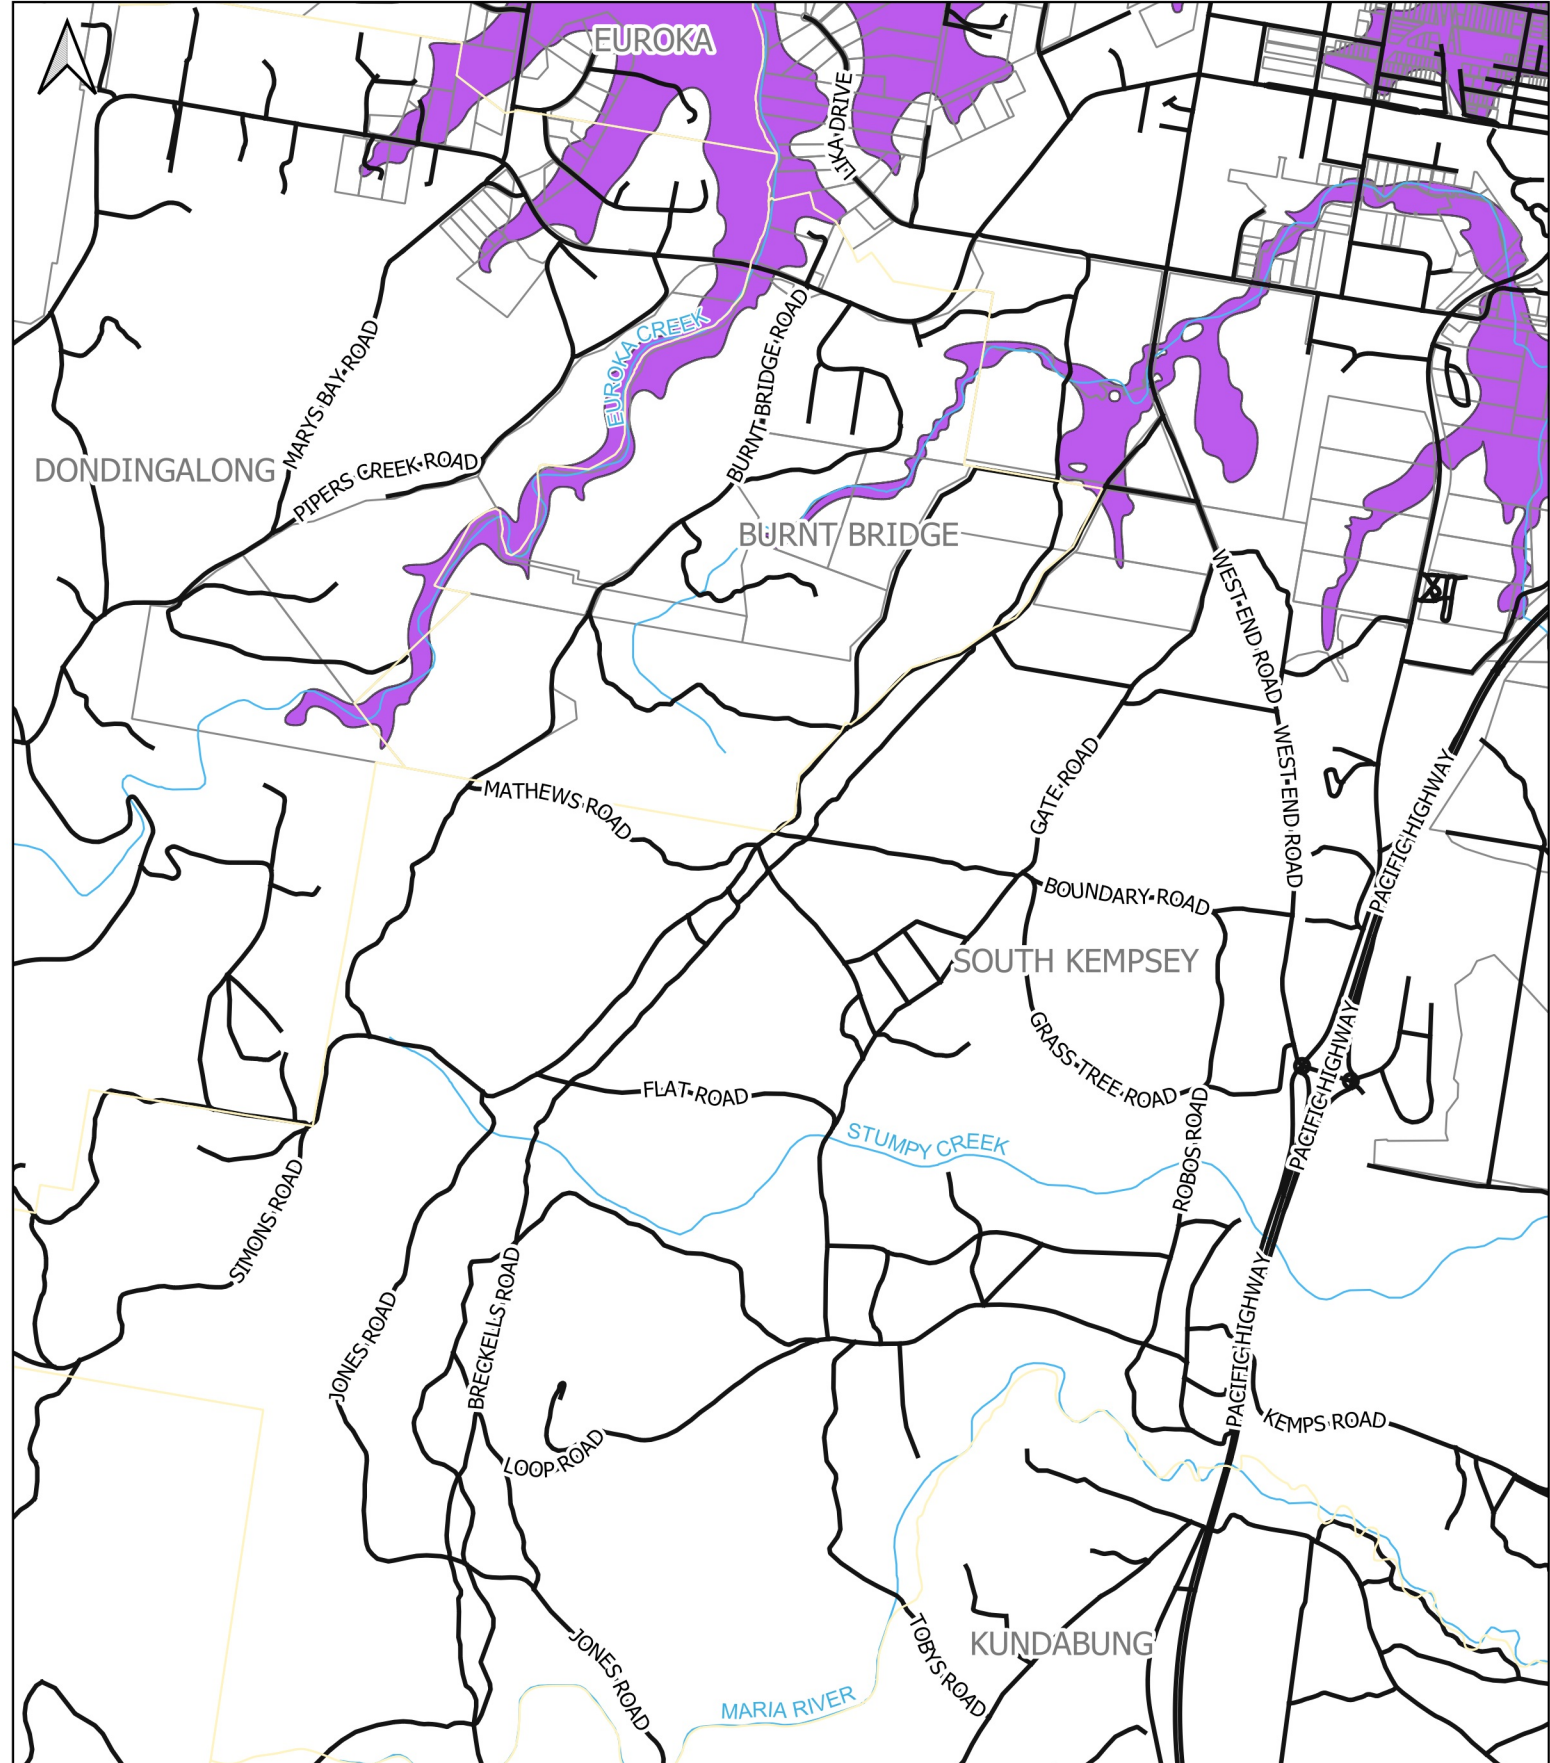 EUROKA
LIKA DRIVE
EUROKA CREEK
BURNT BRIDGE ROAD
MARYS BAY ROAD
DONDINGALONG
PIPERS CREEK ROAD
BURNT BRIDGE
WEST END ROAD
WEST END ROAD
GATE ROAD
PACIFIC HIGHWAY
MATHEWS ROAD
BOUNDARY ROAD
SOUTH KEMPSEY
GRASS TREE ROAD
PACIFIC HIGHWAY
FLAT ROAD
ROBOS ROAD
STUMPY CREEK
SIMONS ROAD
BRECKELLS ROAD
JONES ROAD
PACIFIC HIGHWAY
KEMPS ROAD
LOOP ROAD
JONES ROAD
TOBYS ROAD
KUNDABUNG
MARIA RIVER